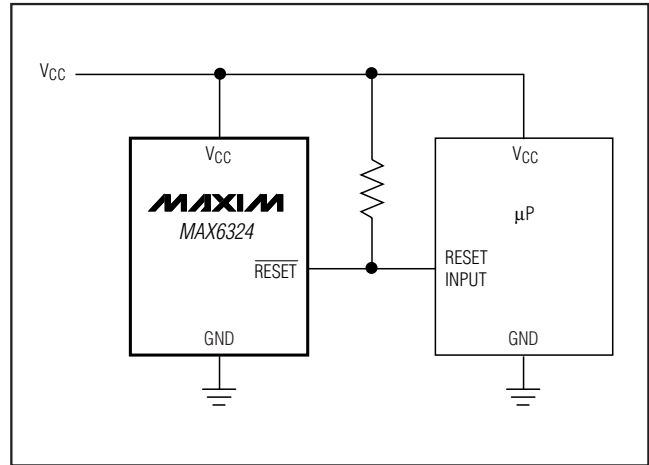 VCC
VCC
MAXIM
MAX6324
RESET
GND
VCC
μP
RESET
INPUT
GND